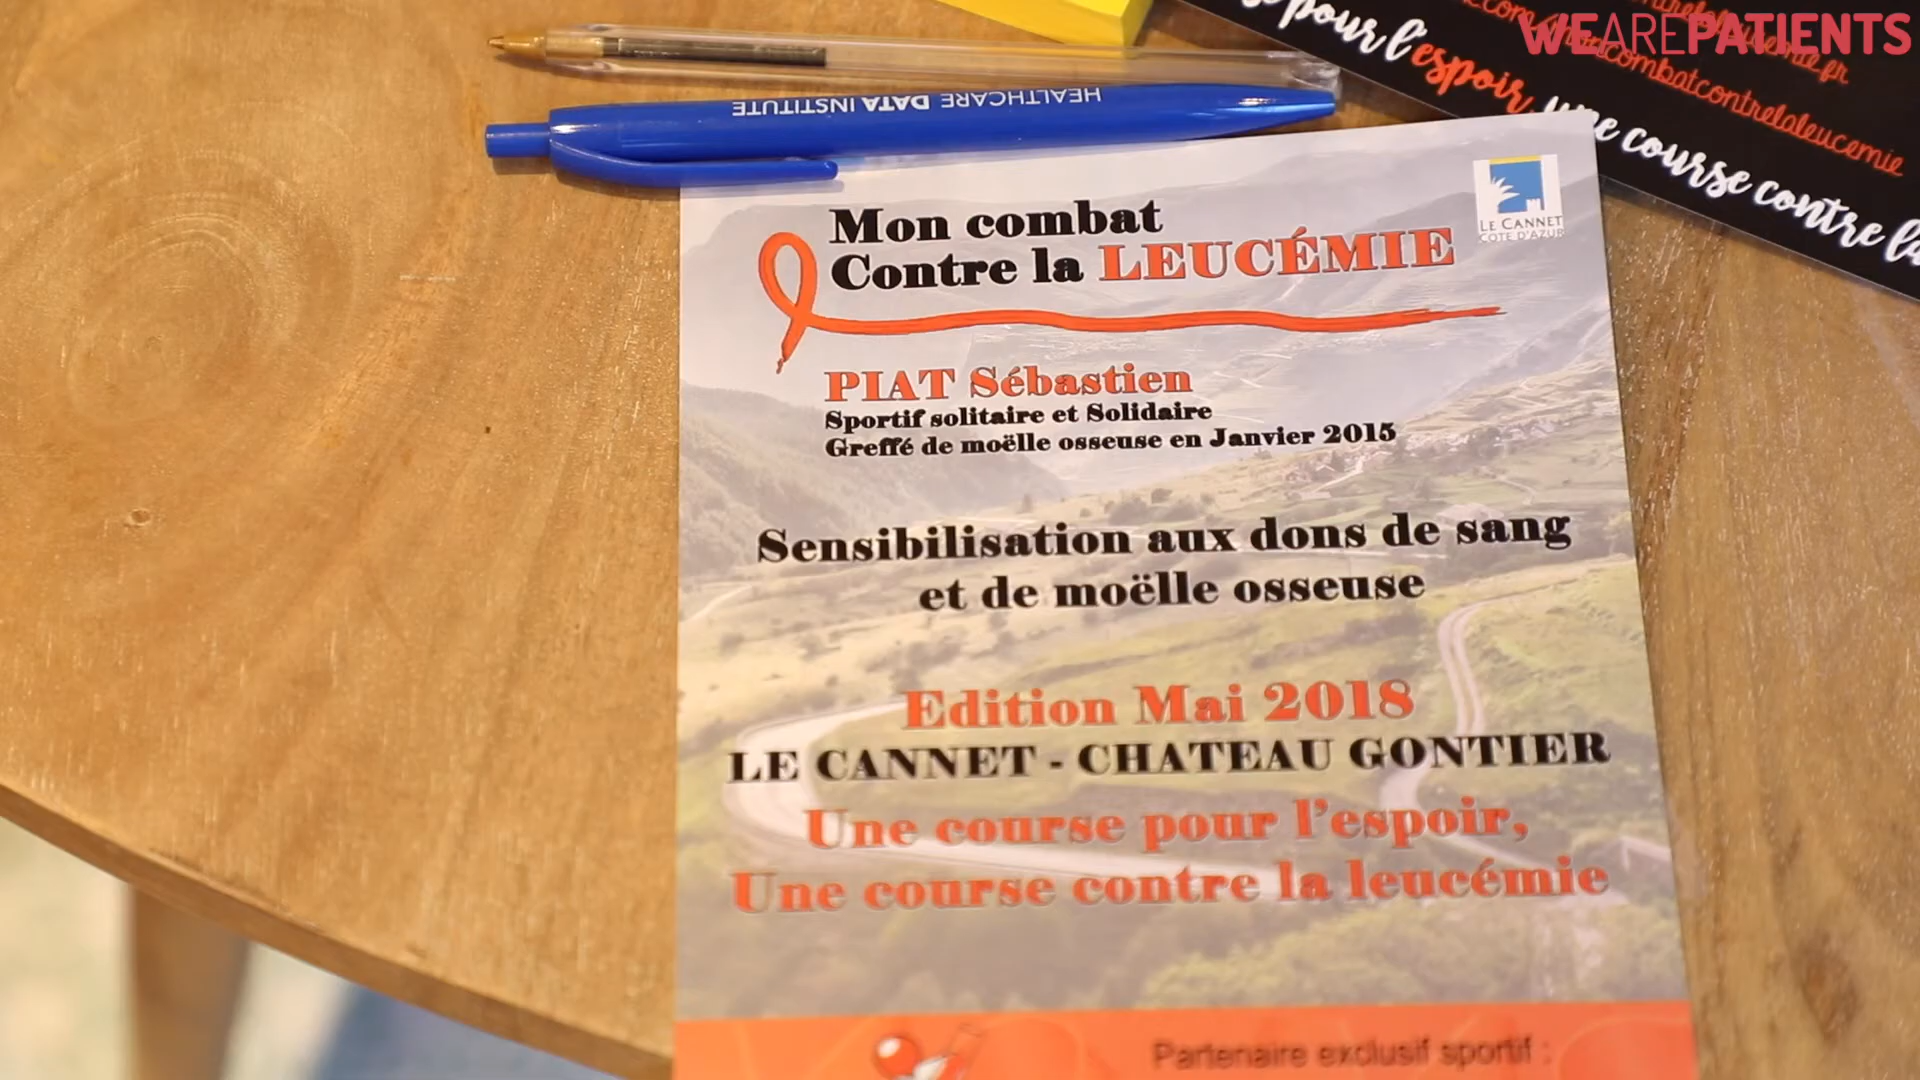 WEAREPATIENTS
pour l'espoir, une course contre la
combatcontrelaleucemie
HEALTHCARE DATA INSTITUTE
LE CANNET
CÔTE D'AZUR
Mon combat
Contre la LEUCÉMIE
PIAT Sébastien
Sportif solitaire et Solidaire
Greffé de moëlle osseuse en Janvier 2015
Sensibilisation aux dons de sang
et de moëlle osseuse
Edition Mai 2018
LE CANNET - CHATEAU GONTIER
Une course pour l'espoir,
Une course contre la leucémie
Partenaire exclusif sportif :